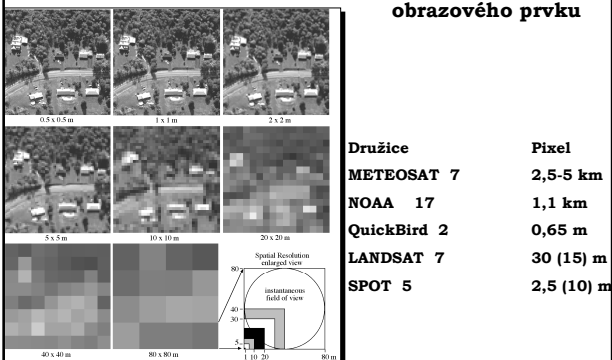 obrazového prvku
0.5 x 0.5 m
1 x 1 m
2 x 2 m
5 x 5 m
10 x 10 m
20 x 20 m
40 x 40 m
80 x 80 m
Spatial Resolution
enlarged view
instantaneous
field of view
80
40
30
5
1 10 20
80 m
Družice Pixel
METEOSAT 7 2,5-5 km
NOAA 17 1,1 km
QuickBird 2 0,65 m
LANDSAT 7 30 (15) m
SPOT 5 2,5 (10) m